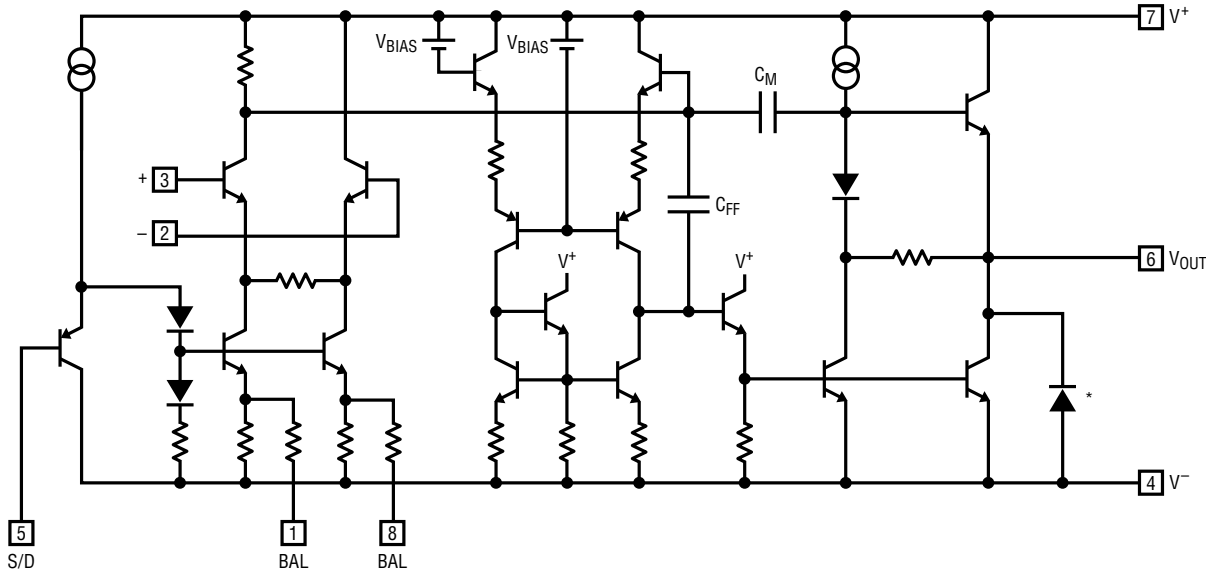 7 V+
VBIAS
VBIAS
CM
+ 3
CFF
– 2
V+
V+
6 VOUT
*
4 V–
5
1
8
S/D
BAL
BAL